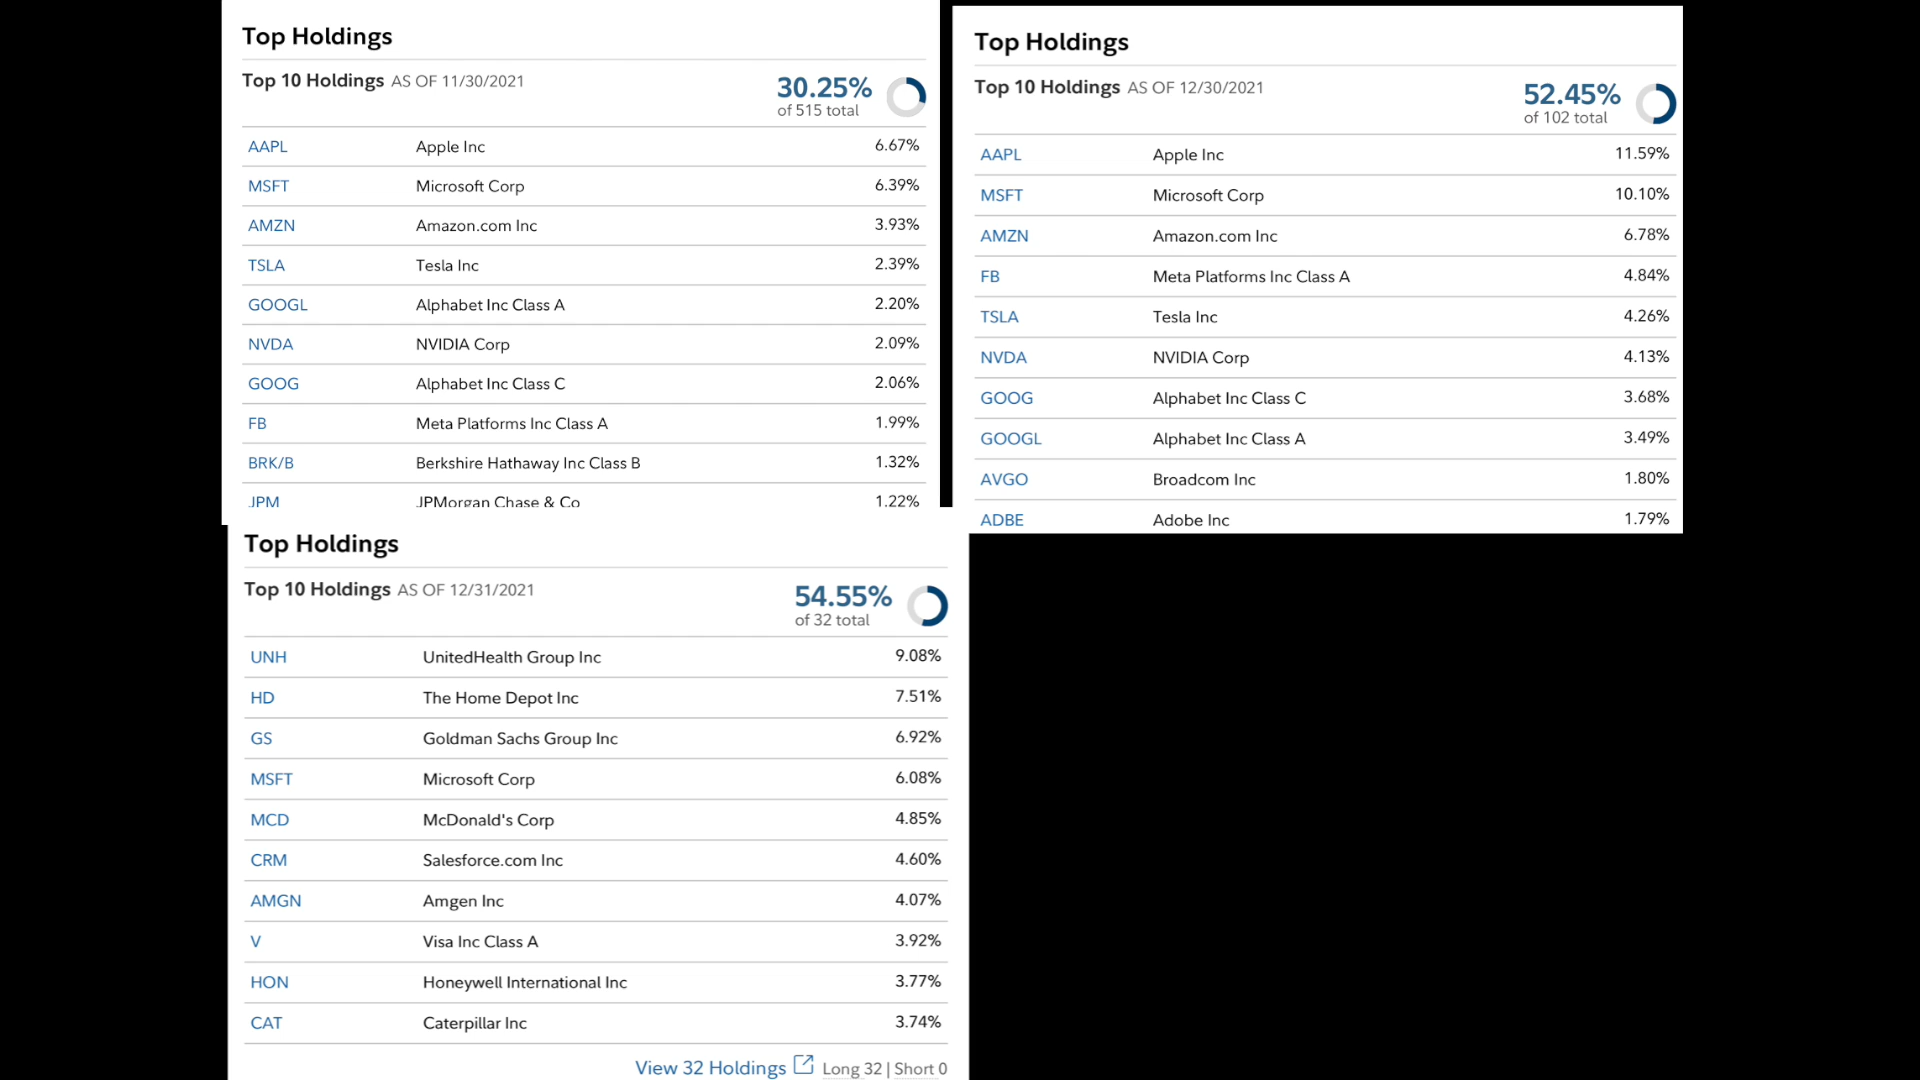 Top Holdings
Top 10 Holdings AS OF 11/30/2021
30.25%
of 515 total
AAPL Apple Inc 6.67%
MSFT Microsoft Corp 6.39%
AMZN Amazon.com Inc 3.93%
TSLA Tesla Inc 2.39%
GOOGL Alphabet Inc Class A 2.20%
NVDA NVIDIA Corp 2.09%
GOOG Alphabet Inc Class C 2.06%
FB Meta Platforms Inc Class A 1.99%
BRK/B Berkshire Hathaway Inc Class B 1.32%
JPM JPMorgan Chase & Co 1.22%
Top Holdings
Top 10 Holdings AS OF 12/30/2021
52.45%
of 102 total
AAPL Apple Inc 11.59%
MSFT Microsoft Corp 10.10%
AMZN Amazon.com Inc 6.78%
FB Meta Platforms Inc Class A 4.84%
TSLA Tesla Inc 4.26%
NVDA NVIDIA Corp 4.13%
GOOG Alphabet Inc Class C 3.68%
GOOGL Alphabet Inc Class A 3.49%
AVGO Broadcom Inc 1.80%
ADBE Adobe Inc 1.79%
Top Holdings
Top 10 Holdings AS OF 12/31/2021
54.55%
of 32 total
UNH UnitedHealth Group Inc 9.08%
HD The Home Depot Inc 7.51%
GS Goldman Sachs Group Inc 6.92%
MSFT Microsoft Corp 6.08%
MCD McDonald's Corp 4.85%
CRM Salesforce.com Inc 4.60%
AMGN Amgen Inc 4.07%
V Visa Inc Class A 3.92%
HON Honeywell International Inc 3.77%
CAT Caterpillar Inc 3.74%
View 32 Holdings Long 32 | Short 0